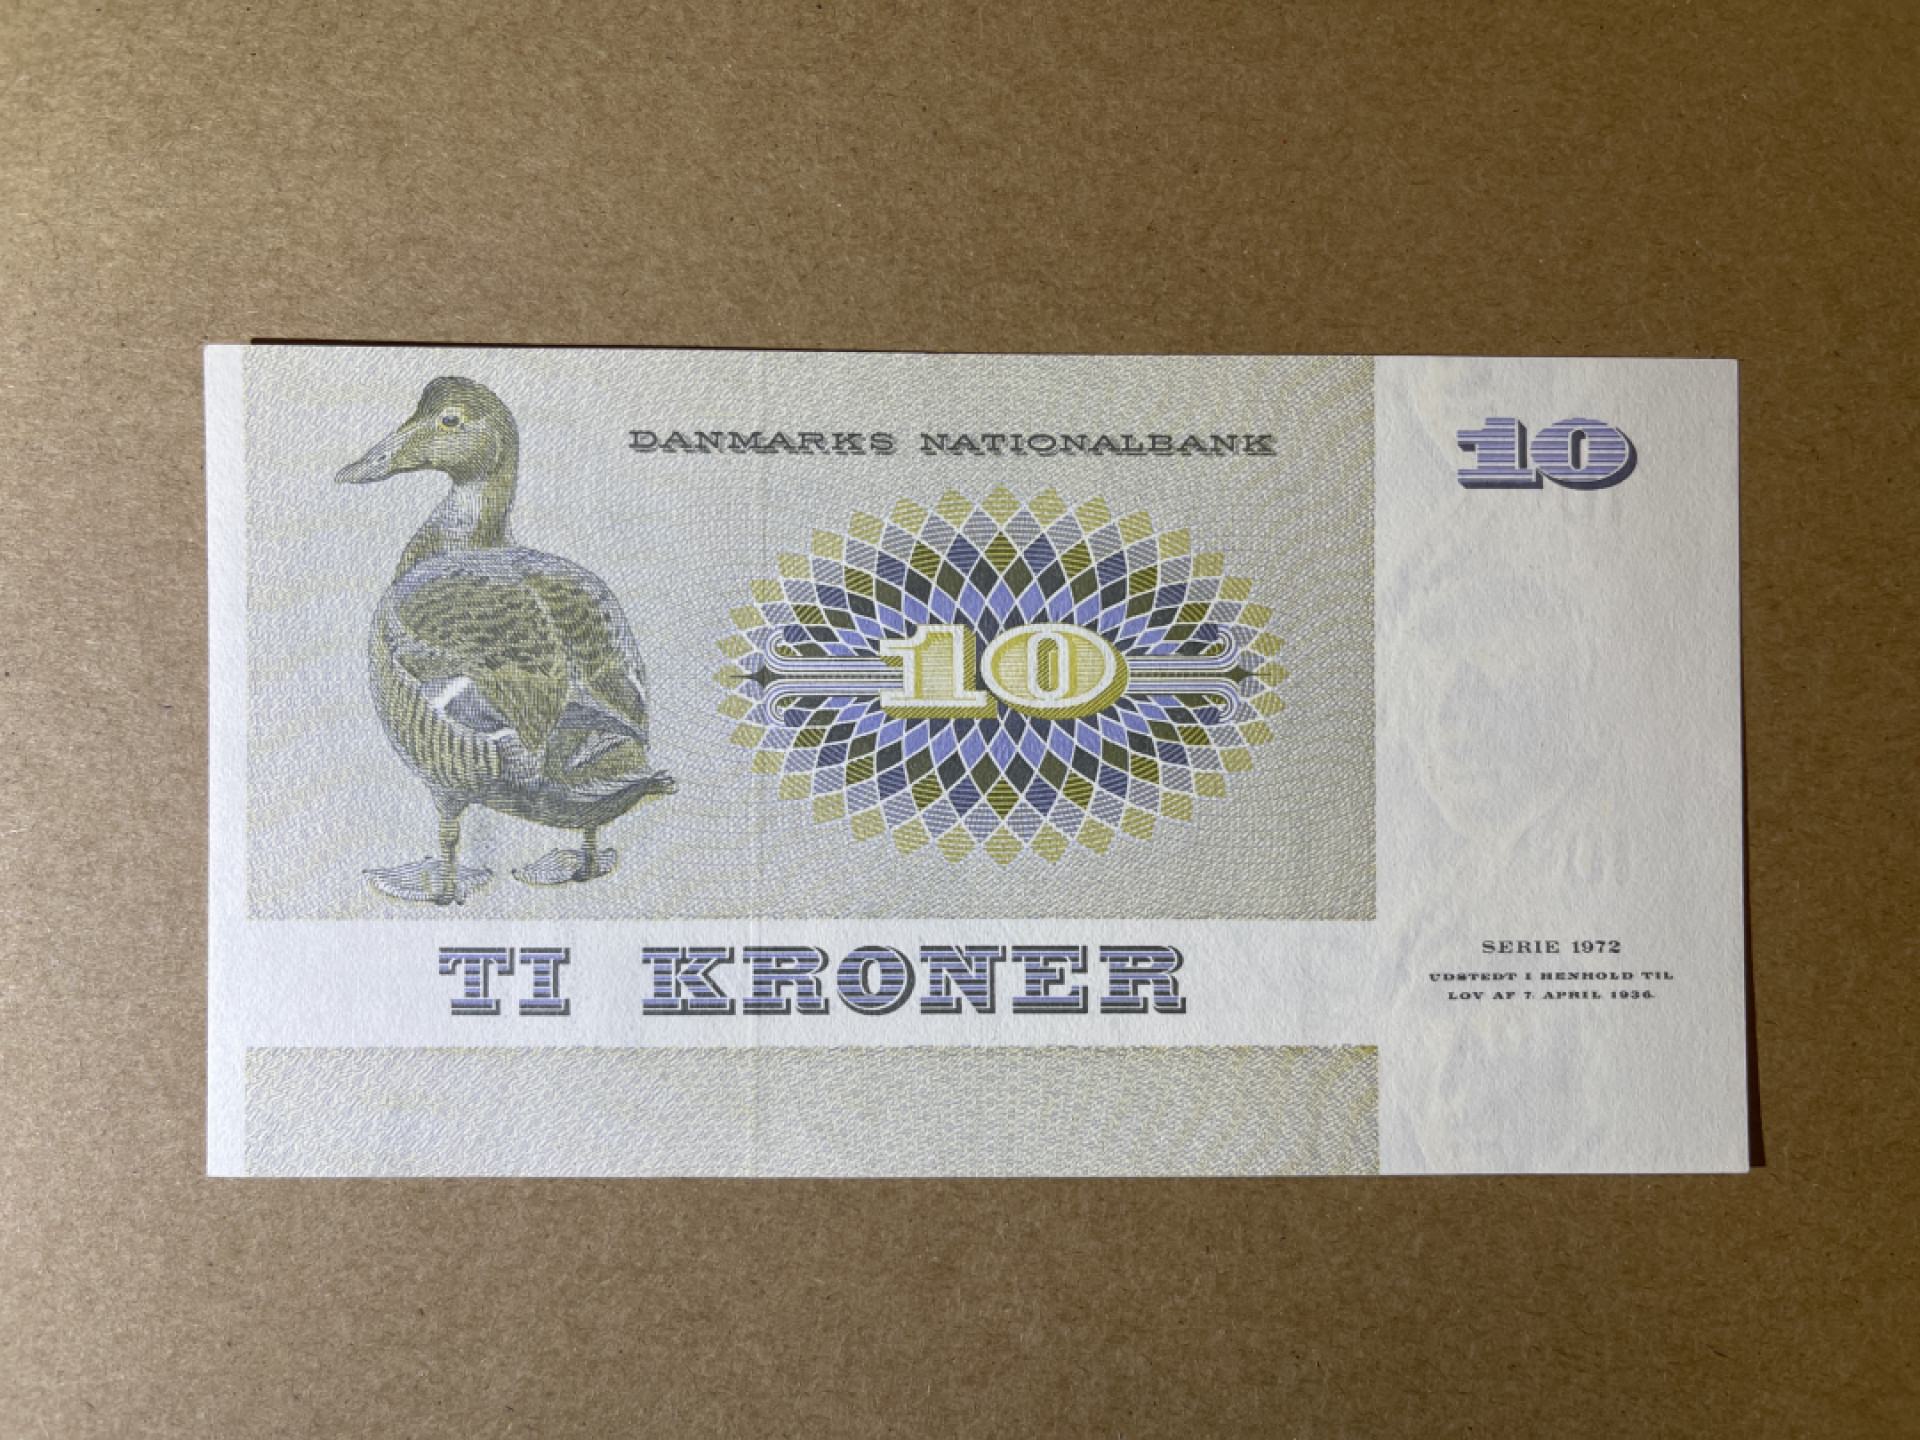 DANMARKS NATIONALBANK
10
10
TI KRONER
SERIE 1972
UDSTEDT I HENHOLD TIL
LOV AF 7. APRIL 1936.